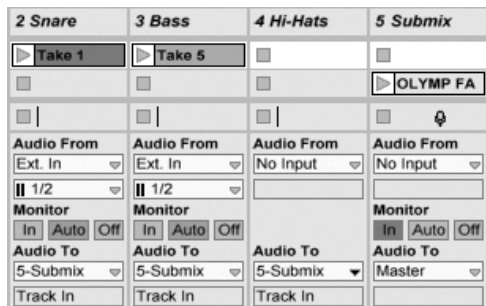 2 Snare 3 Bass 4 Hi-Hats 5 Submix
Take 1 Take 5
OLYMP FA
Audio From Audio From Audio From Audio From
Ext. In Ext. In No Input No Input
1/2 1/2
Monitor Monitor Monitor
In Auto Off In Auto Off In Auto Off
Audio To Audio To Audio To Audio To
5-Submix 5-Submix 5-Submix Master
Track In Track In Track In